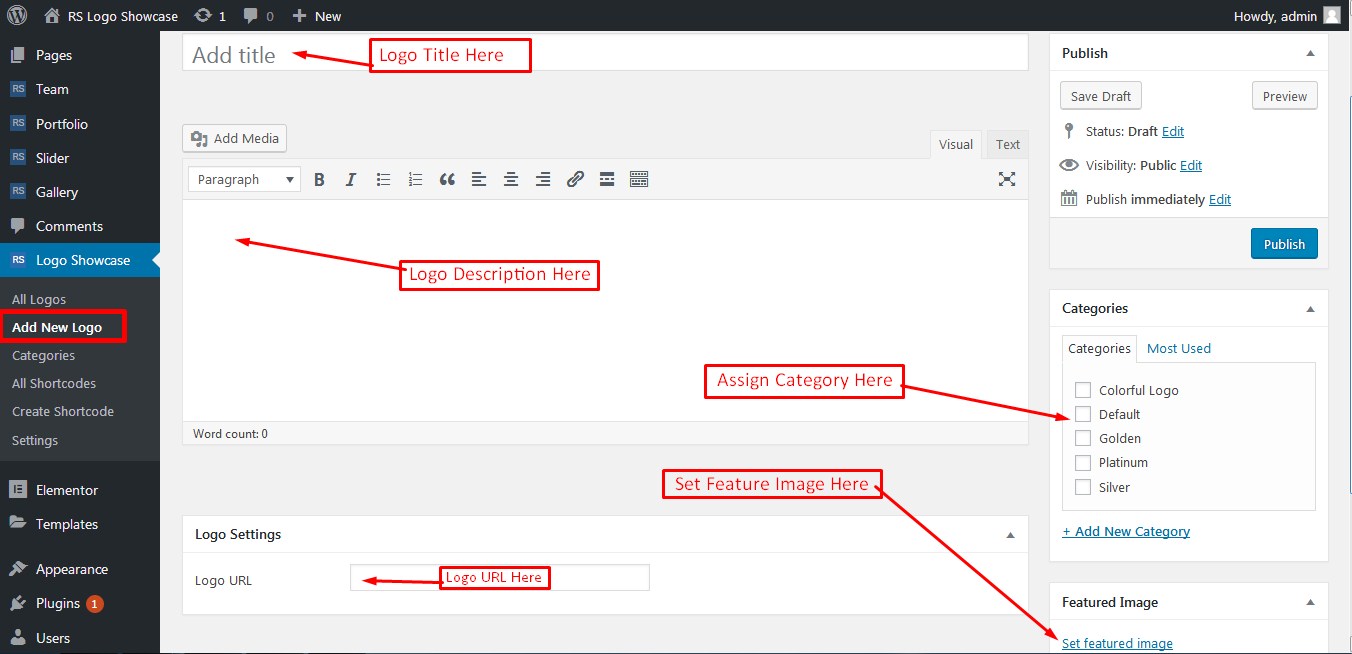 RS Logo Showcase 1 0 New
Howdy, admin
Pages
RS Team
RS Portfolio
RS Slider
RS Gallery
Comments
RS Logo Showcase
All Logos
Add New Logo
Categories
All Shortcodes
Create Shortcode
Settings
Elementor
Templates
Appearance
Plugins 1
Users
Add title
Logo Title Here
Add Media
Visual Text
Paragraph B I
Logo Description Here
Assign Category Here
Word count: 0
Set Feature Image Here
Logo Settings
Logo URL
Logo URL Here
Publish
Save Draft Preview
Status: Draft Edit
Visibility: Public Edit
Publish immediately Edit
Publish
Categories
Categories Most Used
Colorful Logo
Default
Golden
Platinum
Silver
+ Add New Category
Featured Image
Set featured image